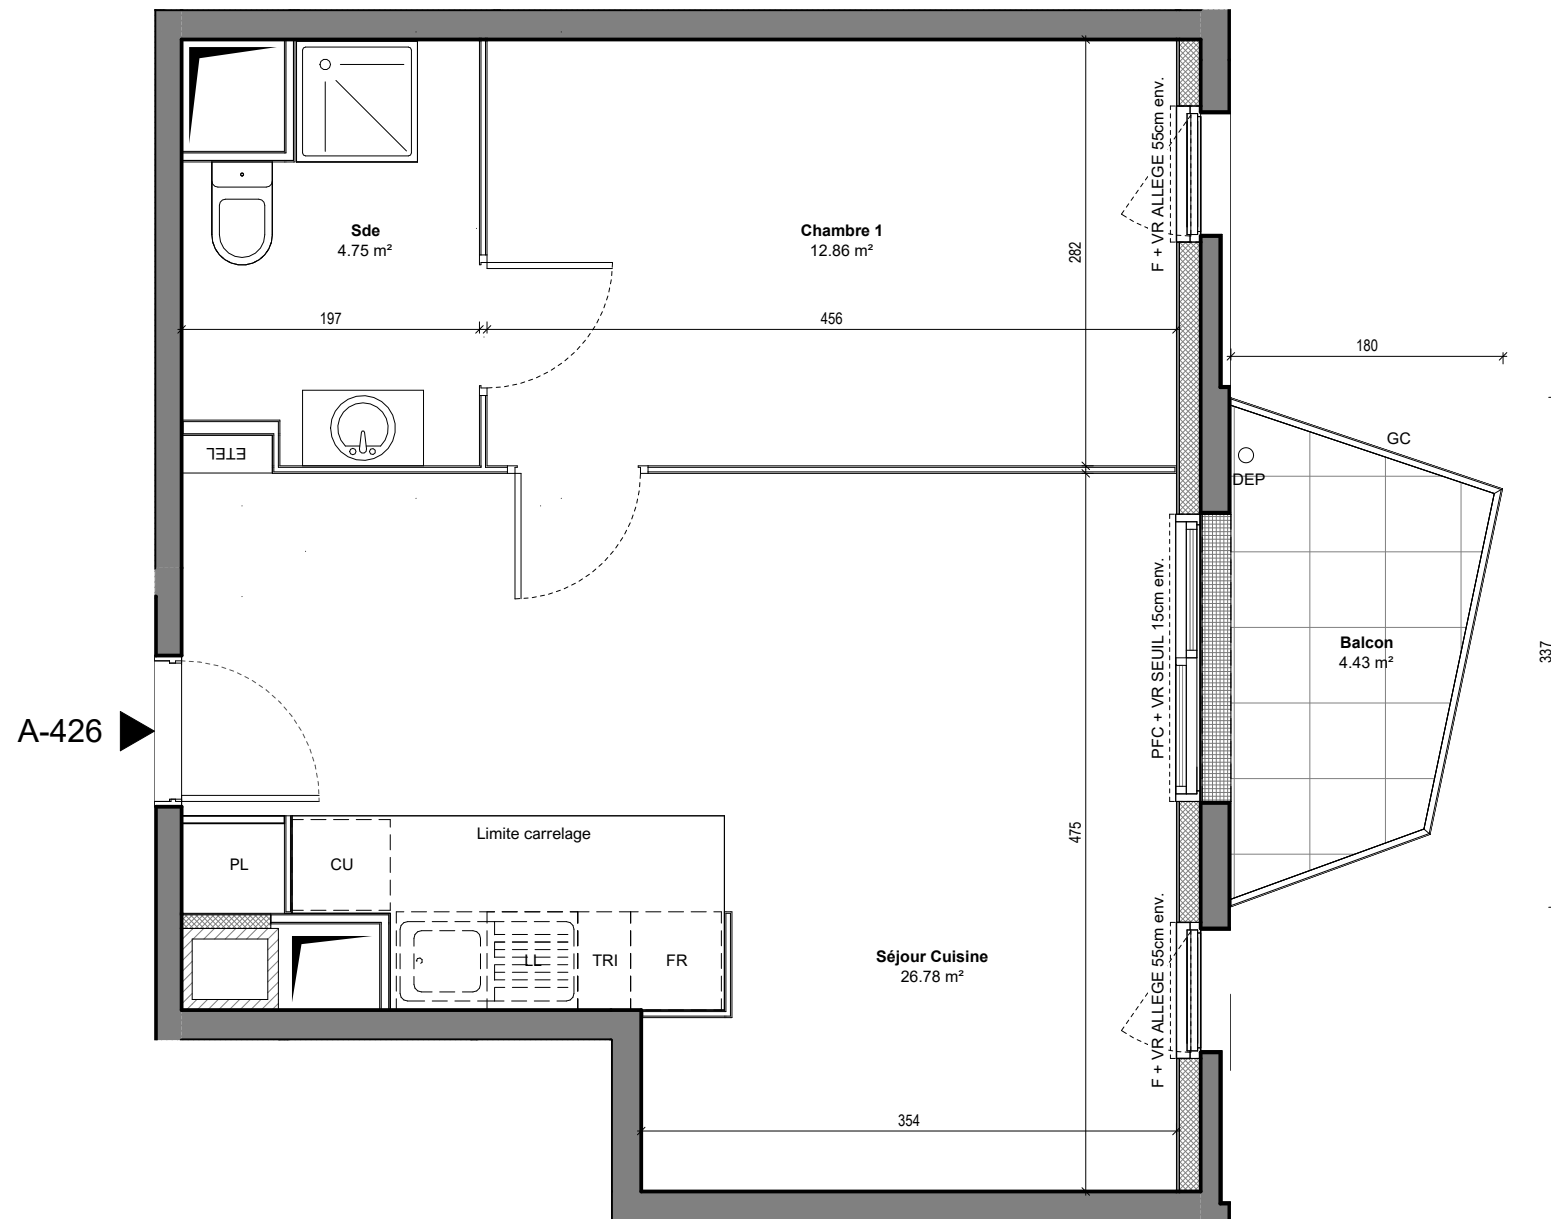 Sde
4.75 m²
Chambre 1
12.86 m²
F + VR ALLEGE 55cm env.
282
197
456
180
GC
ETEL
DEP
PFC + VR SEUIL 15cm env.
Balcon
4.43 m²
337
A-426
Limite carrelage
475
PL
CU
LL
TRI
FR
Séjour Cuisine
26.78 m²
F + VR ALLEGE 55cm env.
354